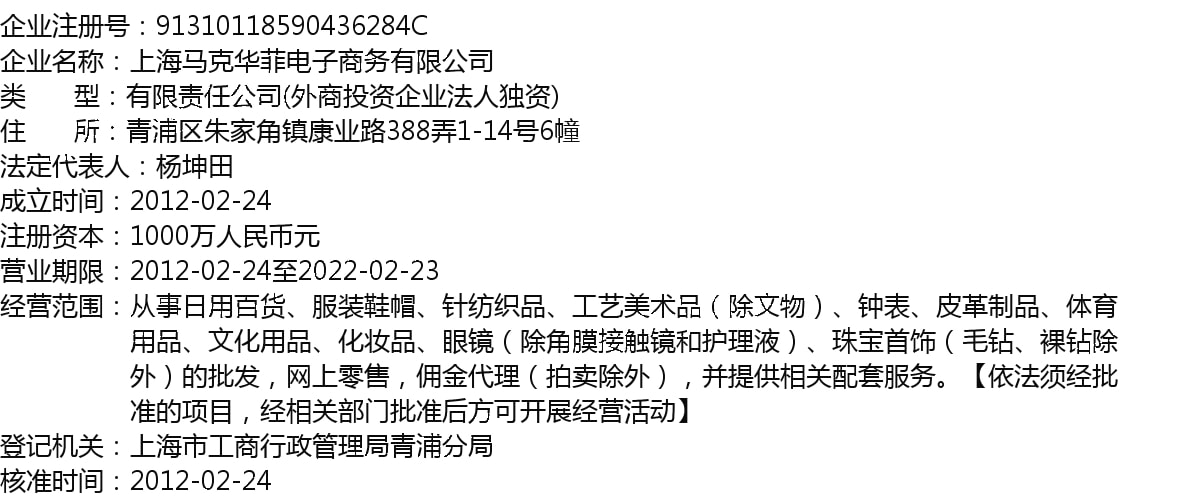 企业注册号：91310118590436284C
企业名称：上海马克华菲电子商务有限公司
类　　型：有限责任公司(外商投资企业法人独资)
住　　所：青浦区朱家角镇康业路388弄1-14号6幢
法定代表人：杨坤田
成立时间：2012-02-24
注册资本：1000万人民币元
营业期限：2012-02-24至2022-02-23
经营范围：从事日用百货、服装鞋帽、针纺织品、工艺美术品（除文物）、钟表、皮革制品、体育
用品、文化用品、化妆品、眼镜（除角膜接触镜和护理液）、珠宝首饰（毛钻、裸钻除
外）的批发，网上零售，佣金代理（拍卖除外），并提供相关配套服务。【依法须经批
准的项目，经相关部门批准后方可开展经营活动】
登记机关：上海市工商行政管理局青浦分局
核准时间：2012-02-24